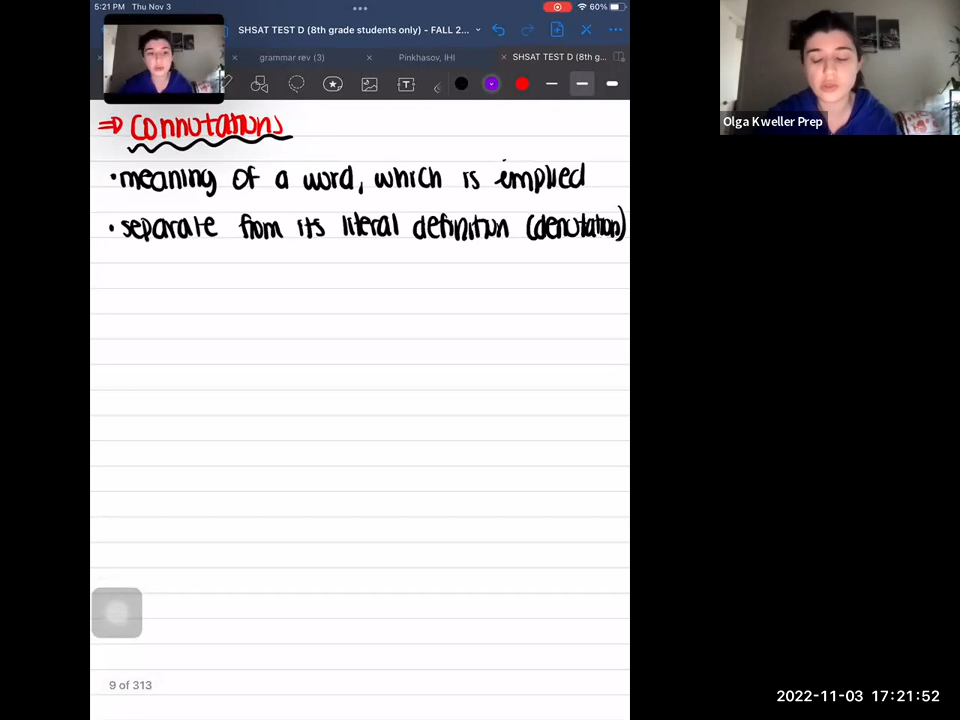 5:21 PM Thu Nov 3
60%
SHSAT TEST D (8th grade students only) - FALL 2...
grammar rev (3)
Pinkhasov, IHI
SHSAT TEST D (8th g...
Olga Kweller Prep
⇒ Connotations
• meaning of a word, which is implied
• separate from its literal definition (denotation)
9 of 313
2022-11-03 17:21:52